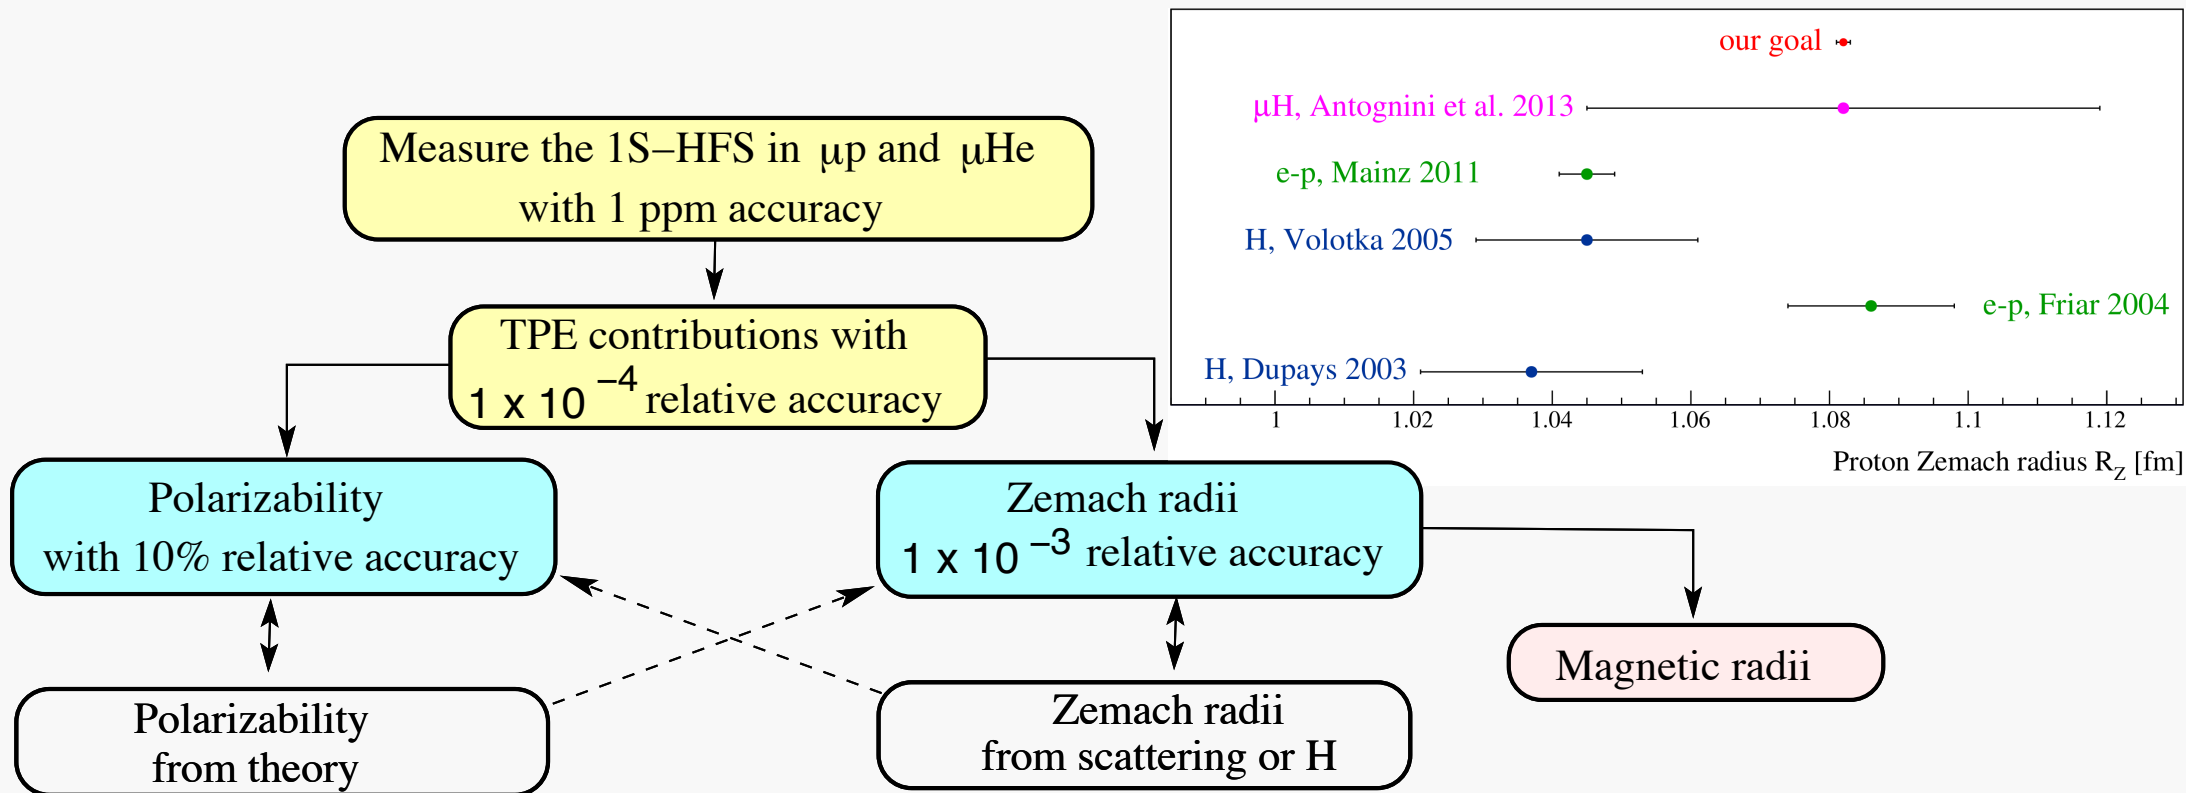 Measure the 1S–HFS in μp and μHe
with 1 ppm accuracy
TPE contributions with
1 x 10 –4 relative accuracy
Polarizability
with 10% relative accuracy
Zemach radii
1 x 10 –3 relative accuracy
Magnetic radii
Polarizability
from theory
Zemach radii
from scattering or H
our goal
μH, Antognini et al. 2013
e-p, Mainz 2011
H, Volotka 2005
e-p, Friar 2004
H, Dupays 2003
1 1.02 1.04 1.06 1.08 1.1 1.12
Proton Zemach radius RZ [fm]